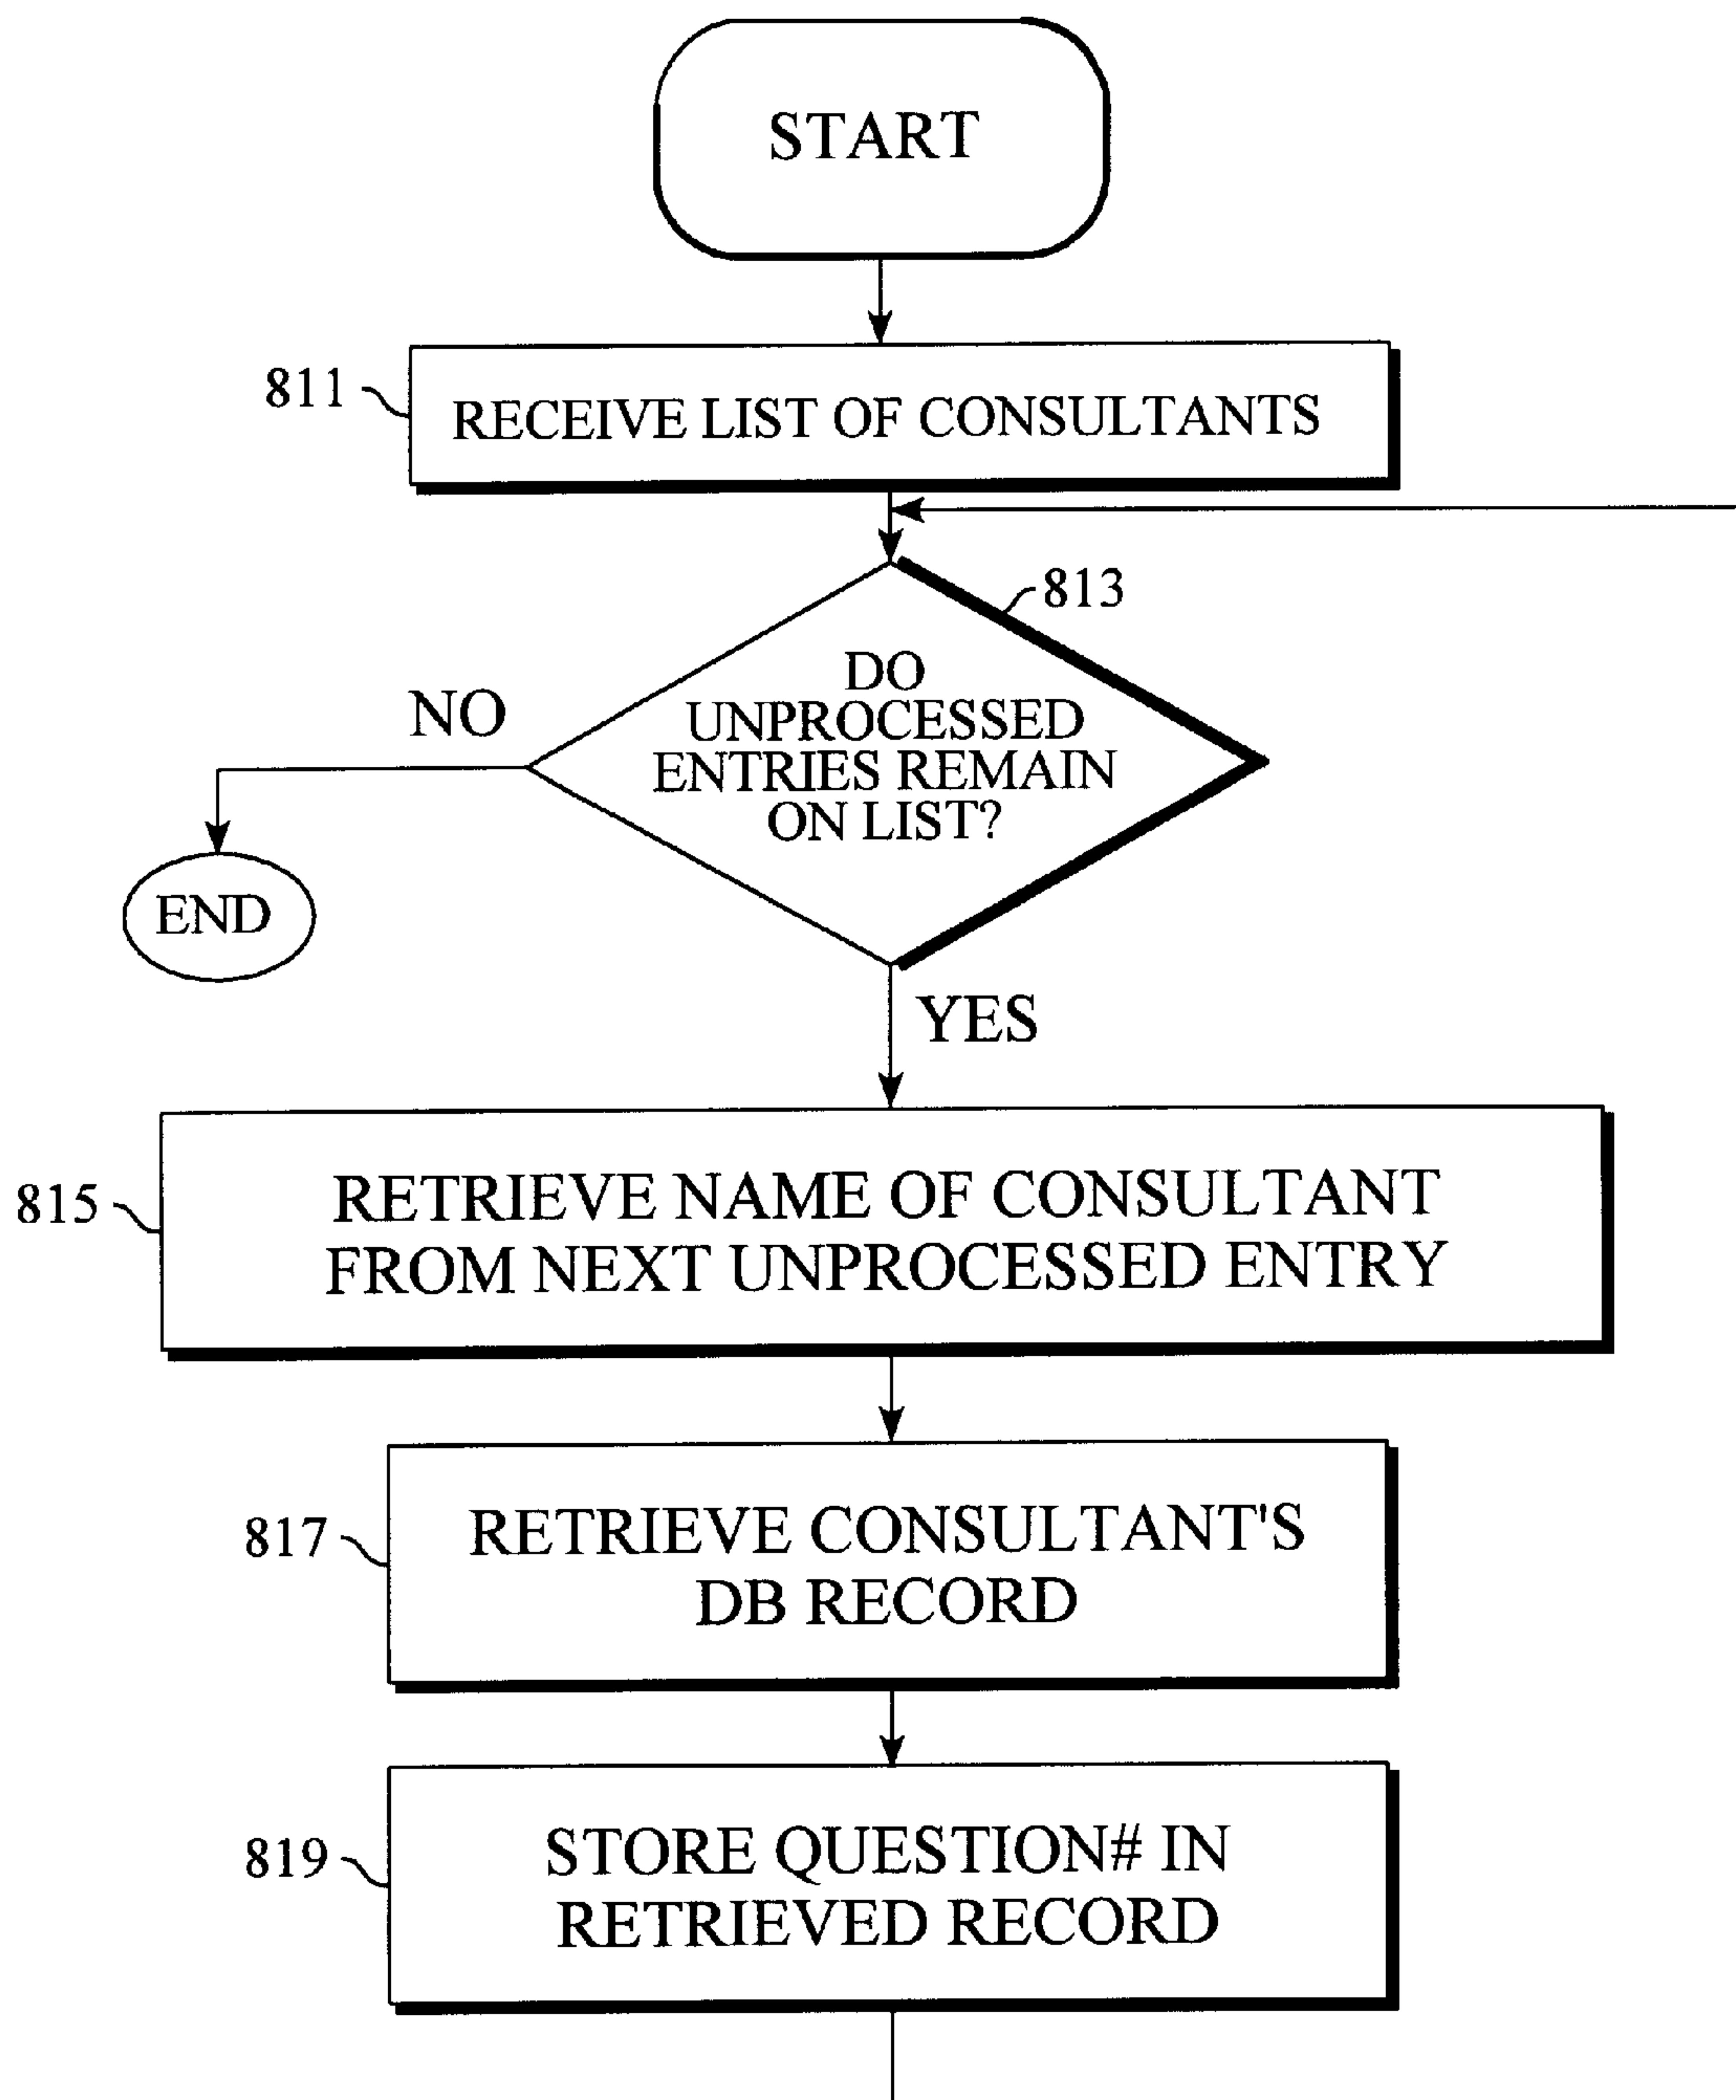 START
811
RECEIVE LIST OF CONSULTANTS
813
DO
UNPROCESSED
ENTRIES REMAIN
ON LIST?
NO
END
YES
815
RETRIEVE NAME OF CONSULTANT
FROM NEXT UNPROCESSED ENTRY
817
RETRIEVE CONSULTANT'S
DB RECORD
819
STORE QUESTION# IN
RETRIEVED RECORD